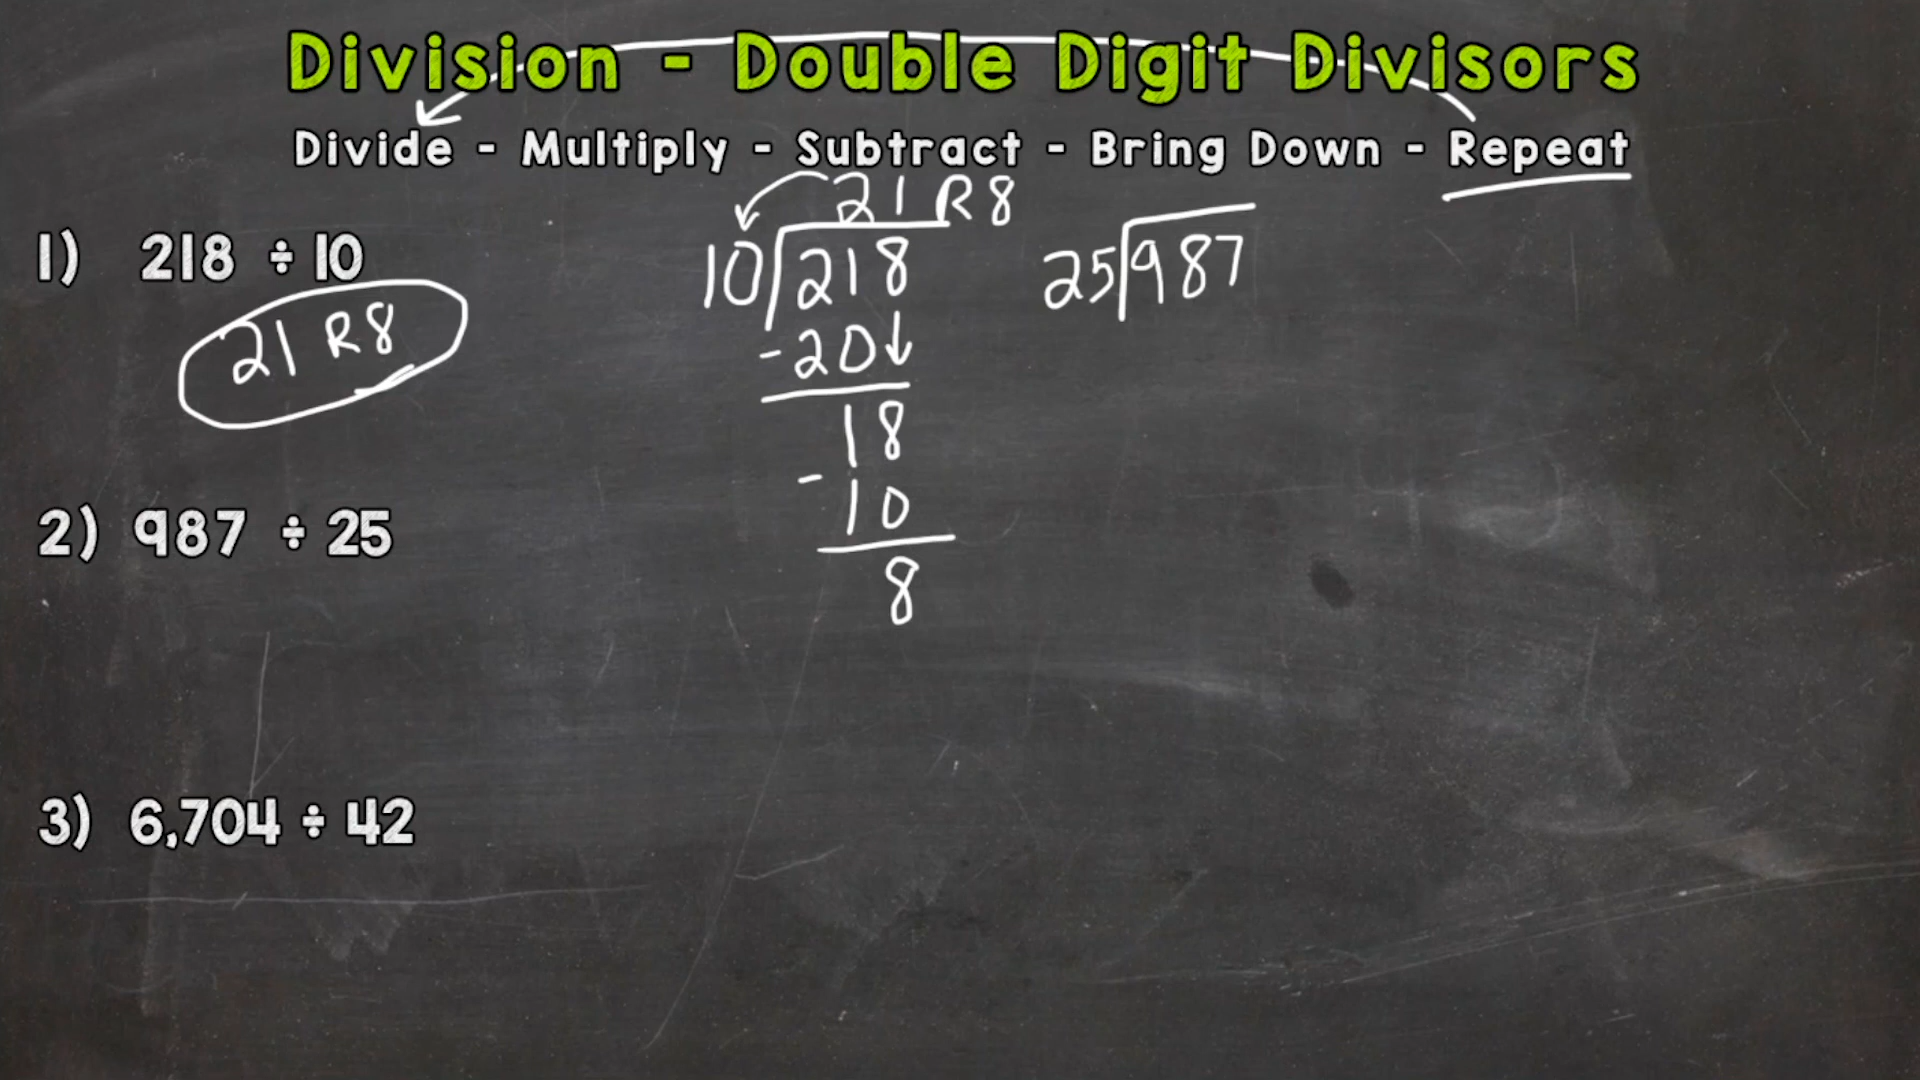 Division - Double Digit Divisors
Divide - Multiply - Subtract - Bring Down - Repeat
21 R8
1) 218 ÷ 10
10 218
25 987
21 R8
-20
18
-
10
2) 987 ÷ 25
8
3) 6,704 ÷ 42